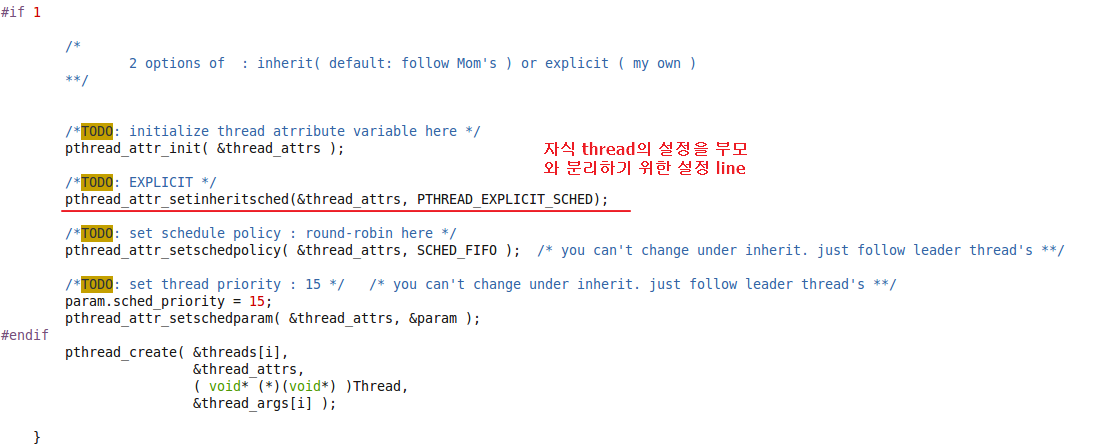 #if 1
/*
2 options of  : inherit( default: follow Mom's ) or explicit ( my own )
**/
/*TODO: initialize thread atrribute variable here */
pthread_attr_init( &thread_attrs );
자식 thread의 설정을 부모
와 분리하기 위한 설정 line
/*TODO: EXPLICIT */
pthread_attr_setinheritsched(&thread_attrs, PTHREAD_EXPLICIT_SCHED);
/*TODO: set schedule policy : round-robin here */
pthread_attr_setschedpolicy( &thread_attrs, SCHED_FIFO );  /* you can't change under inherit. just follow leader thread's **/
/*TODO: set thread priority : 15 */   /* you can't change under inherit. just follow leader thread's **/
param.sched_priority = 15;
pthread_attr_setschedparam( &thread_attrs, &param );
#endif
pthread_create( &threads[i],
&thread_attrs,
( void* (*)(void*) )Thread,
&thread_args[i] );
}